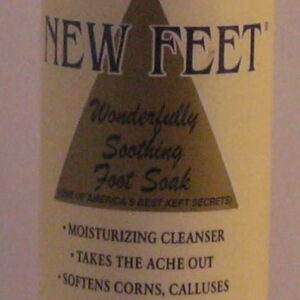 NEW FEET®
Wonderfully
Soothing
Foot Soak
(ONE OF AMERICA'S BEST KEPT SECRETS)
• MOISTURIZING CLEANSER
• TAKES THE ACHE OUT
• SOFTENS CORNS, CALLUSES